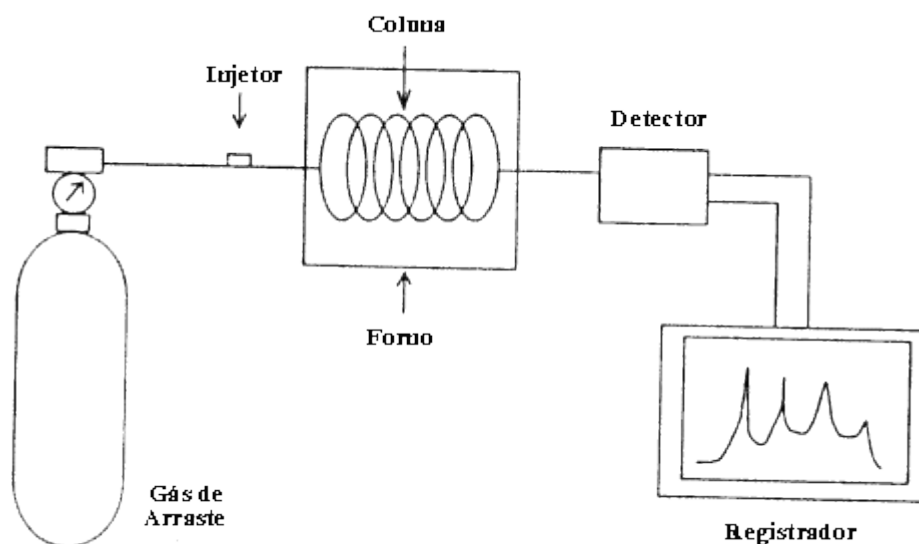 Coluna
Injetor
Detector
Forno
Gás de
Arraste
Registrador